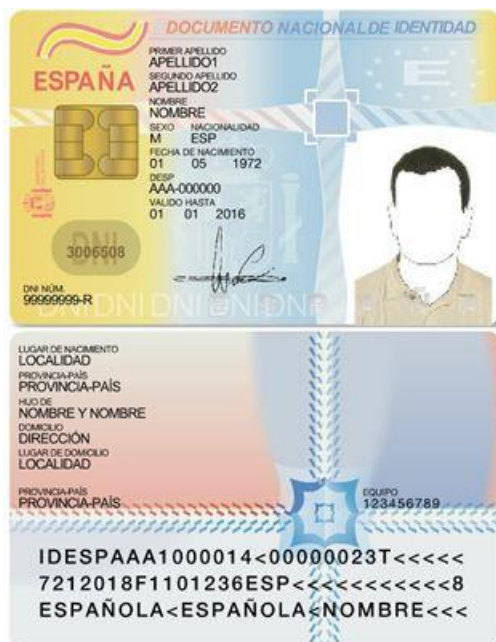 DOCUMENTO NACIONAL DE IDENTIDAD
ESPAÑA
PRIMER APELLIDO
APELLIDO1
SEGUNDO APELLIDO
APELLIDO2
NOMBRE
NOMBRE
SEXO NACIONALIDAD
M ESP
FECHA DE NACIMIENTO
01 05 1972
DESP
AAA-000000
VALIDO HASTA
01 01 2016
DNI
3006508
DNI NÚM.
99999999-R
DNIDNIDNIDNIDNI
E
LUGAR DE NACIMIENTO
LOCALIDAD
PROVINCIA-PAÍS
PROVINCIA-PAÍS
HIJO DE
NOMBRE Y NOMBRE
DOMICILIO
DIRECCIÓN
LUGAR DE DOMICILIO
LOCALIDAD
PROVINCIA-PAÍS EQUIPO
PROVINCIA-PAÍS 123456789
IDESPAAA1000014<00000023T<<<<<
7212018F1101236ESP<<<<<<<<<<<8
ESPAÑOLA<ESPAÑOLA<NOMBRE<<<